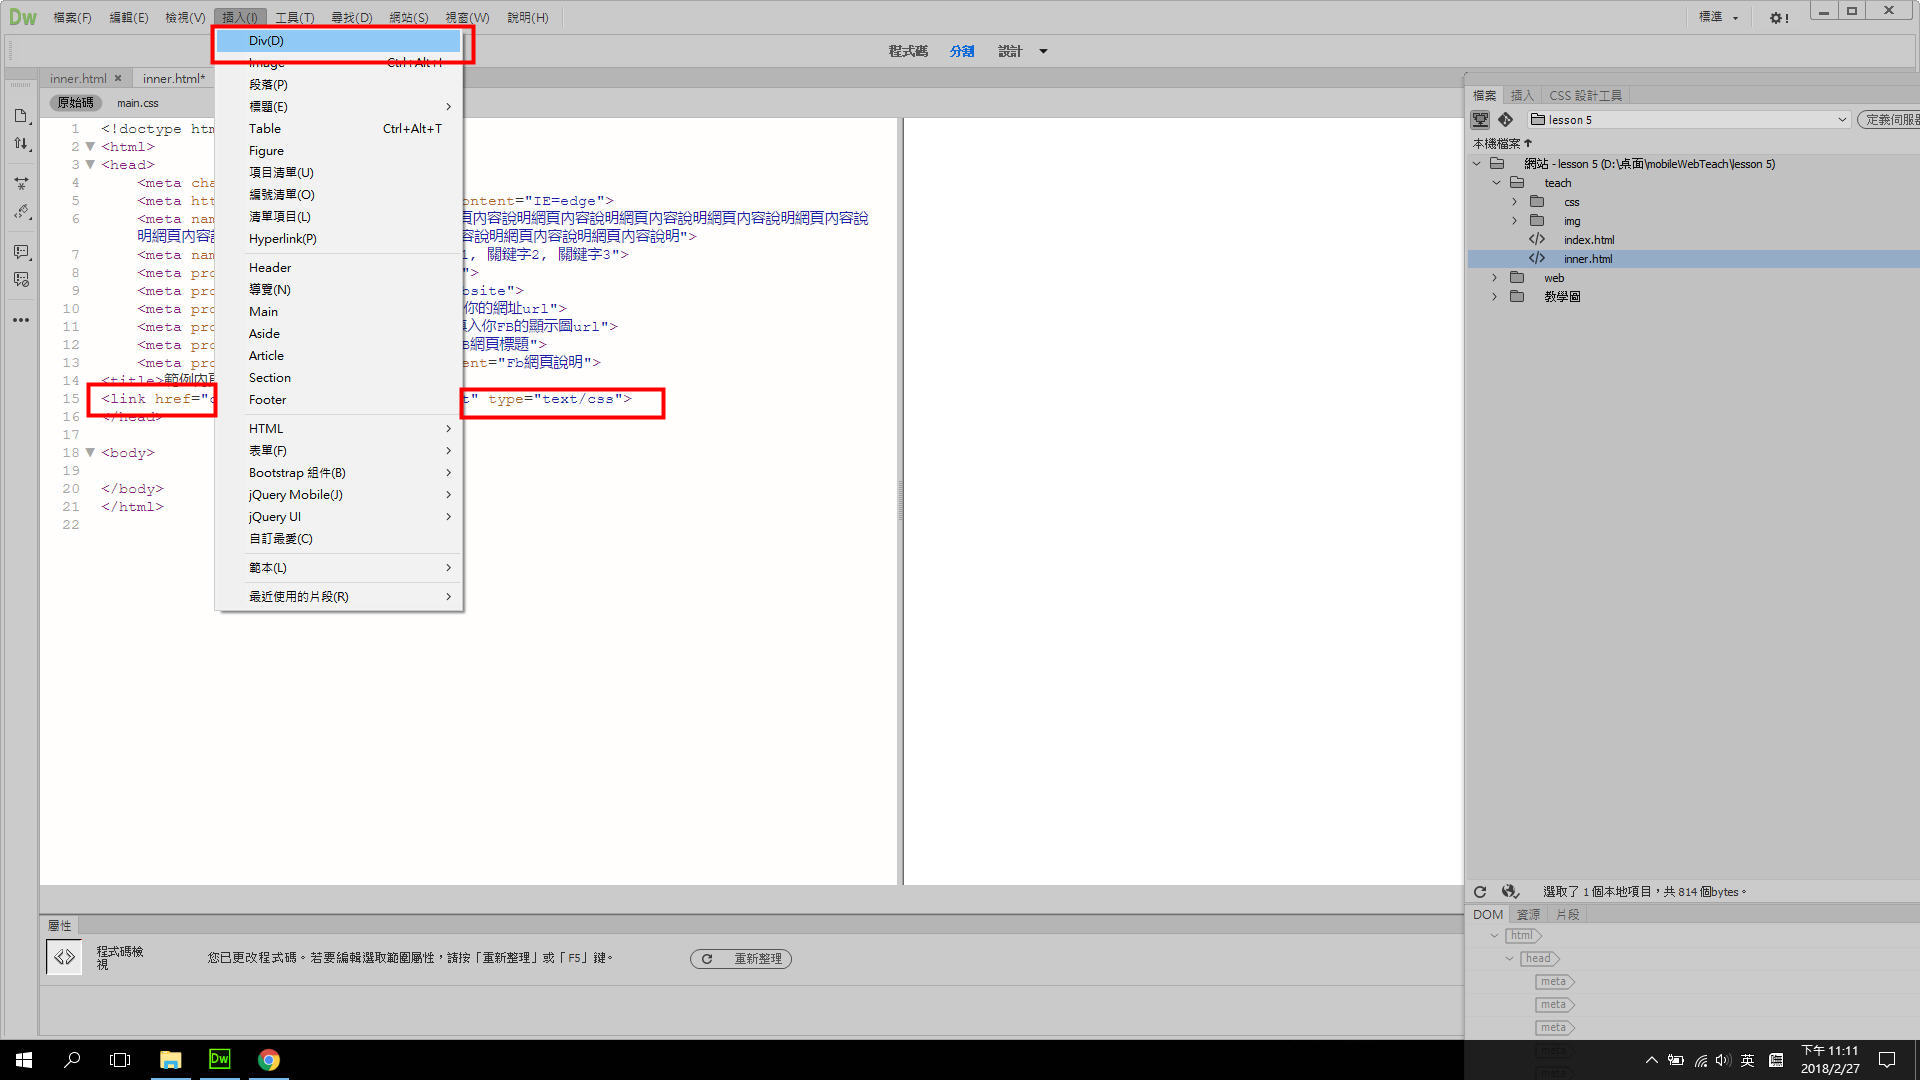 Dw 檔案(F) 編輯(E) 檢視(V) 插入(I) 工具(T) 尋找(D) 網站(S) 視窗(W) 說明(H) 標準
程式碼 分割 設計
inner.html × inner.html*
原始碼 main.css
Div(D)
Image Ctrl+Alt+I
段落(P)
標題(E)
Table Ctrl+Alt+T
Figure
項目清單(U)
編號清單(O)
清單項目(L)
Hyperlink(P)
Header
導覽(N)
Main
Aside
Article
Section
Footer
HTML
表單(F)
Bootstrap 組件(B)
jQuery Mobile(J)
jQuery UI
自訂最愛(C)
範本(L)
最近使用的片段(R)
1 <!doctype htm
2 <html>
3 <head>
4 <meta cha
5 <meta htt ontent="IE=edge">
6 <meta nam 頁內容說明網頁內容說明網頁內容說明網頁內容說明網頁內容說
明網頁內容 容說明網頁內容說明網頁內容說明">
7 <meta nam 1, 關鍵字2, 關鍵字3">
8 <meta pro ">
9 <meta pro bsite">
10 <meta pro 你的網址url">
11 <meta pro 入你FB的顯示圖url">
12 <meta pro B網頁標題">
13 <meta pro ent="Fb網頁說明">
14 <title>範例內頁
15 <link href="c t" type="text/css">
16 </head>
17
18 <body>
19
20 </body>
21 </html>
22
檔案 插入 CSS 設計工具
lesson 5 定義伺服器
本機檔案
網站 - lesson 5 (D:\桌面\mobileWebTeach\lesson 5)
teach
css
img
index.html
inner.html
web
教學圖
選取了 1 個本地項目，共 814 個bytes。
DOM 資源 片段
html
head
meta
meta
meta
meta
meta
屬性
程式碼檢
視
您已更改程式碼。若要編輯選取範圍屬性，請按「重新整理」或「F5」鍵。 重新整理
Dw 英 下午 11:11
2018/2/27